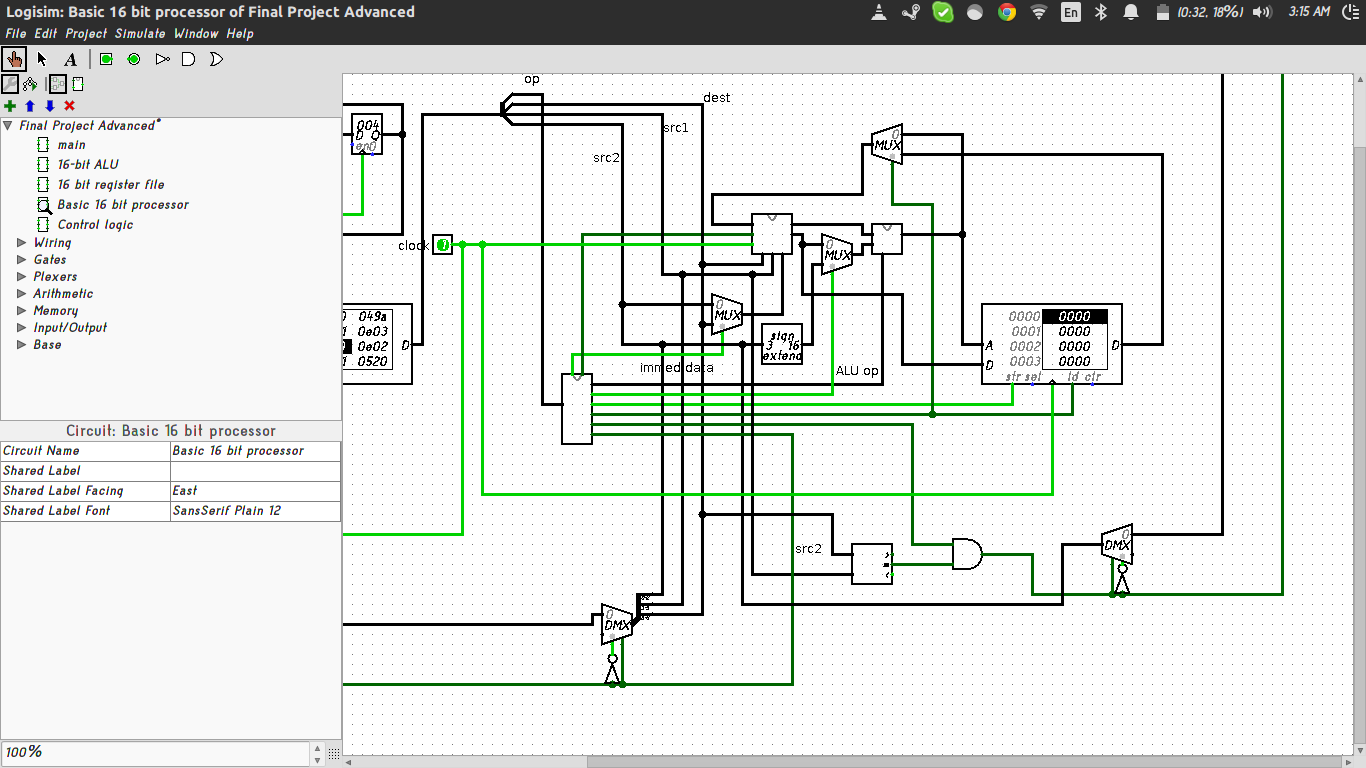 Logisim: Basic 16 bit processor of Final Project Advanced
En
(0:32, 18%)
3:15 AM
File Edit Project Simulate Window Help
A
Final Project Advanced*
main
16-bit ALU
16 bit register file
Basic 16 bit processor
Control logic
Wiring
Gates
Plexers
Arithmetic
Memory
Input/Output
Base
Circuit: Basic 16 bit processor
Circuit Name Basic 16 bit processor
Shared Label
Shared Label Facing East
Shared Label Font SansSerif Plain 12
100%
op
dest
src1
src2
004
D Q
en0
0
MUX
clock
0
MUX
0
MUX
sign
3 16
extend
immed data
ALU op
049a
0e03
0e02
0520
D
0000 0000
0001 0000
0002 0000
0003 0000
A
D
D
str sel ld clr
src2
0
DMX
0
DMX